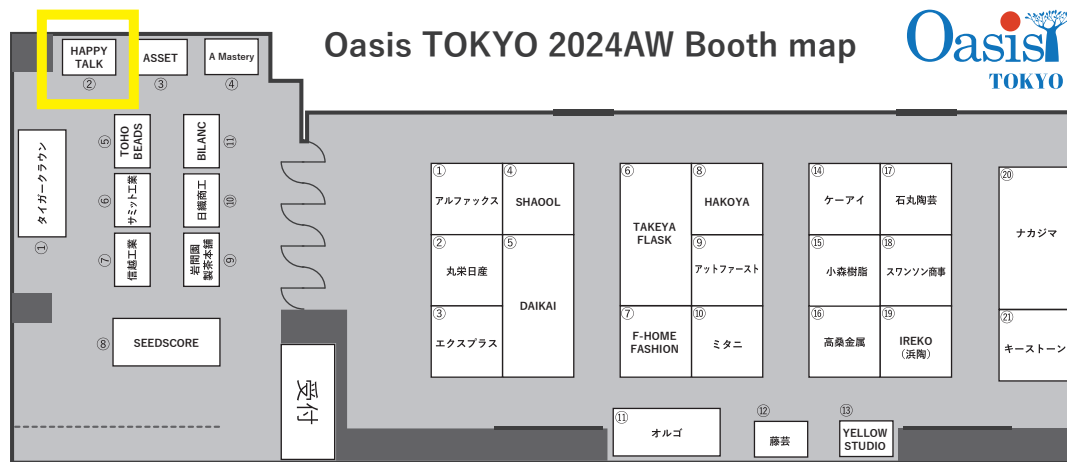 Oasis TOKYO 2024AW Booth map
Oasis
TOKYO
HAPPY
TALK
②
ASSET
③
A Mastery
④
タイガークラウン
①
TOHO
BEADS
⑤
サミット工業
⑥
信越工業
⑦
BILANC
⑪
日繊商工
⑩
岩間園
製茶本舗
⑨
SEEDSCORE
⑧
受付
①
アルファックス
②
丸栄日産
③
エクスプラス
④
SHAOOL
⑤
DAIKAI
⑥
TAKEYA
FLASK
⑦
F-HOME
FASHION
⑧
HAKOYA
⑨
アットファースト
⑩
ミタニ
⑪
オルゴ
⑫
藤芸
⑬
YELLOW
STUDIO
⑭
ケーアイ
⑮
小森樹脂
⑯
高桑金属
⑰
石丸陶芸
⑱
スワンソン商事
⑲
IREKO
（浜陶）
⑳
ナカジマ
㉑
キーストーン